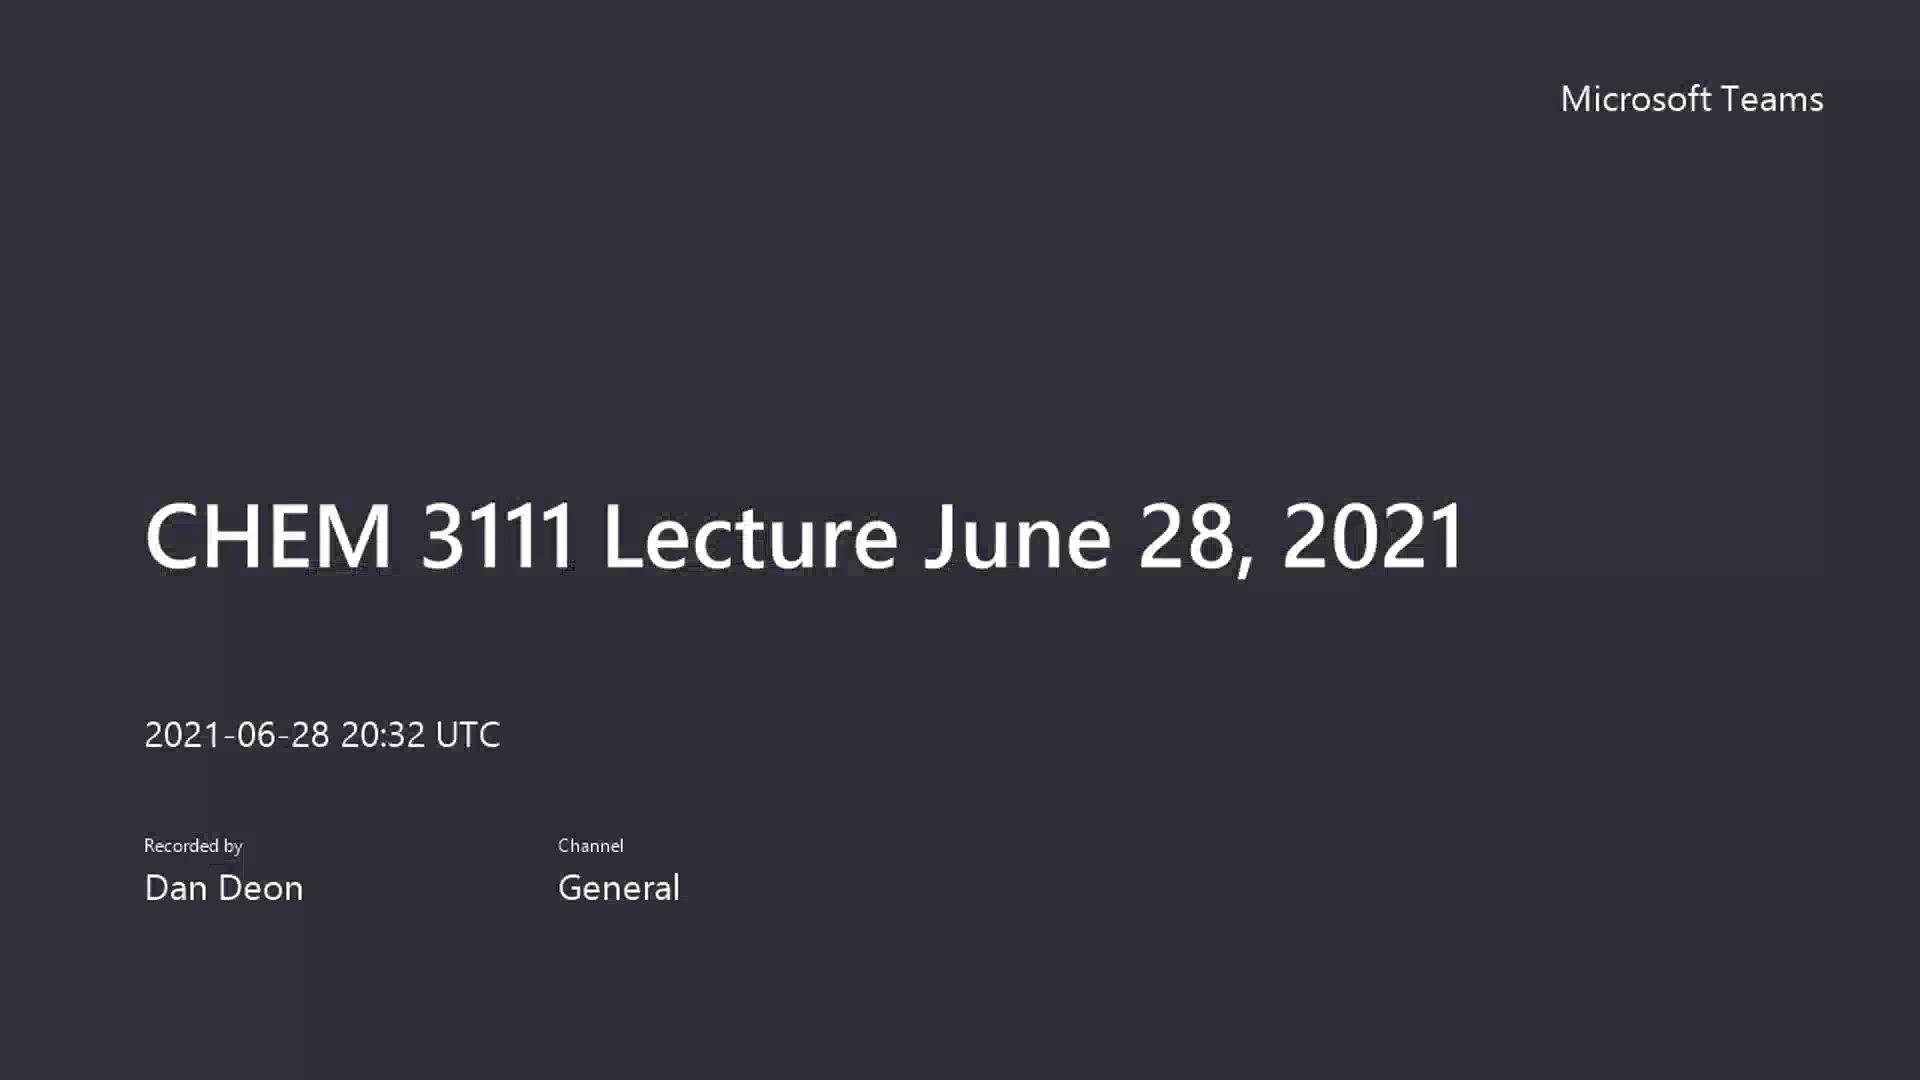 Microsoft Teams
CHEM 3111 Lecture June 28, 2021
2021-06-28 20:32 UTC
Recorded by
Channel
Dan Deon
General